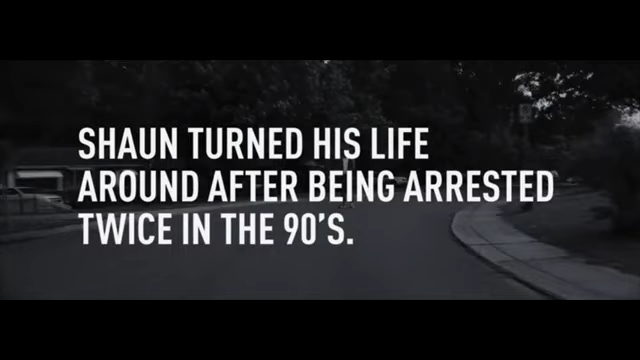 SHAUN TURNED HIS LIFE
AROUND AFTER BEING ARRESTED
TWICE IN THE 90'S.